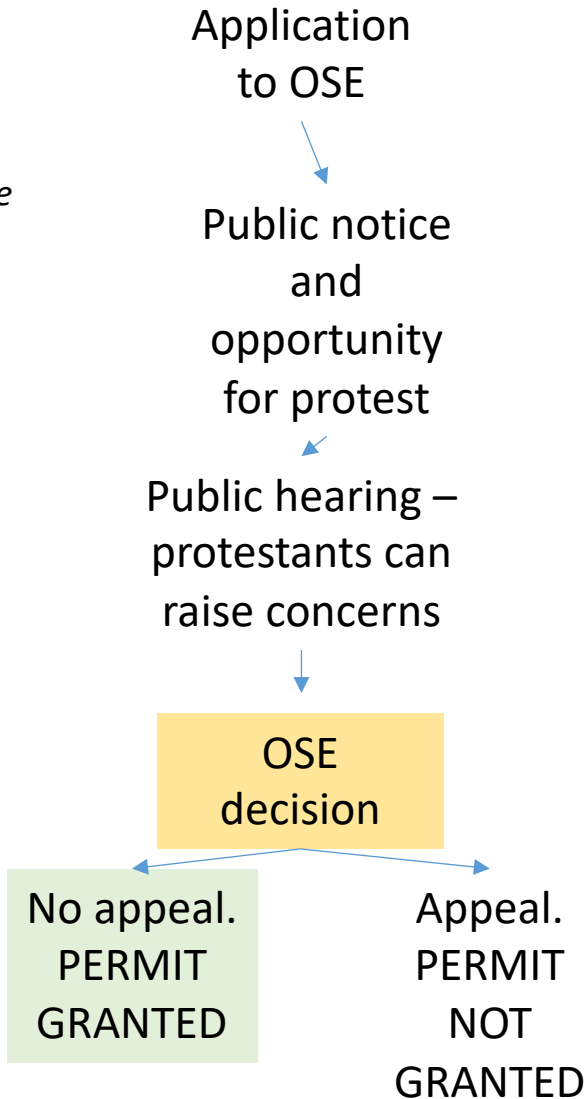 Application
to OSE
e
Public notice
and
opportunity
for protest
Public hearing –
protestants can
raise concerns
OSE
decision
No appeal.
PERMIT
GRANTED
Appeal.
PERMIT
NOT
GRANTED